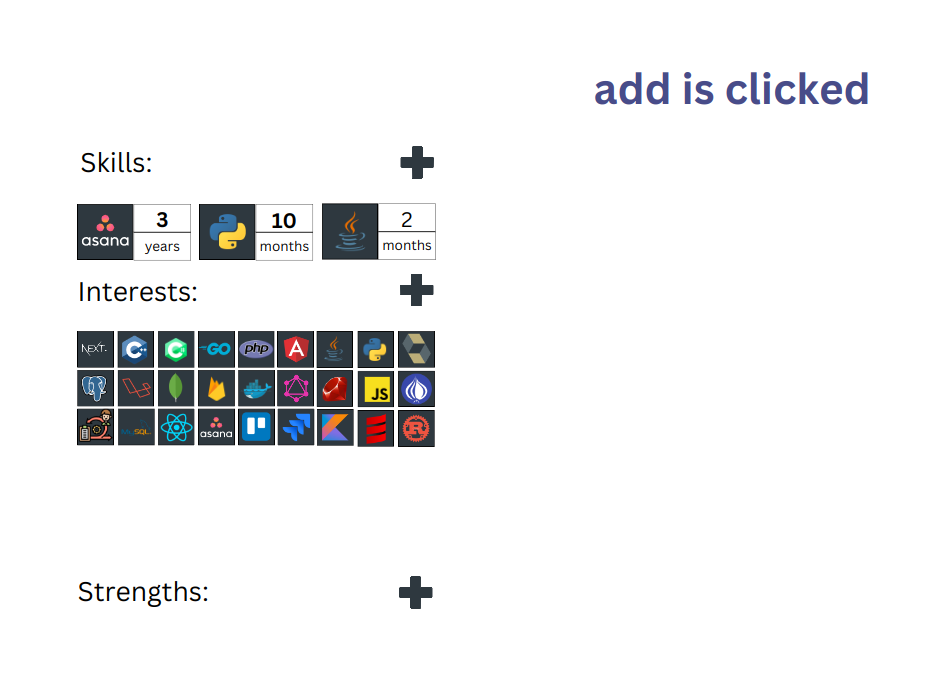 add is clicked
Skills:
asana
3
years
10
months
2
months
Interests:
NEXT.
C
C
GO
php
A
JS
SQL
asana
R
Strengths: